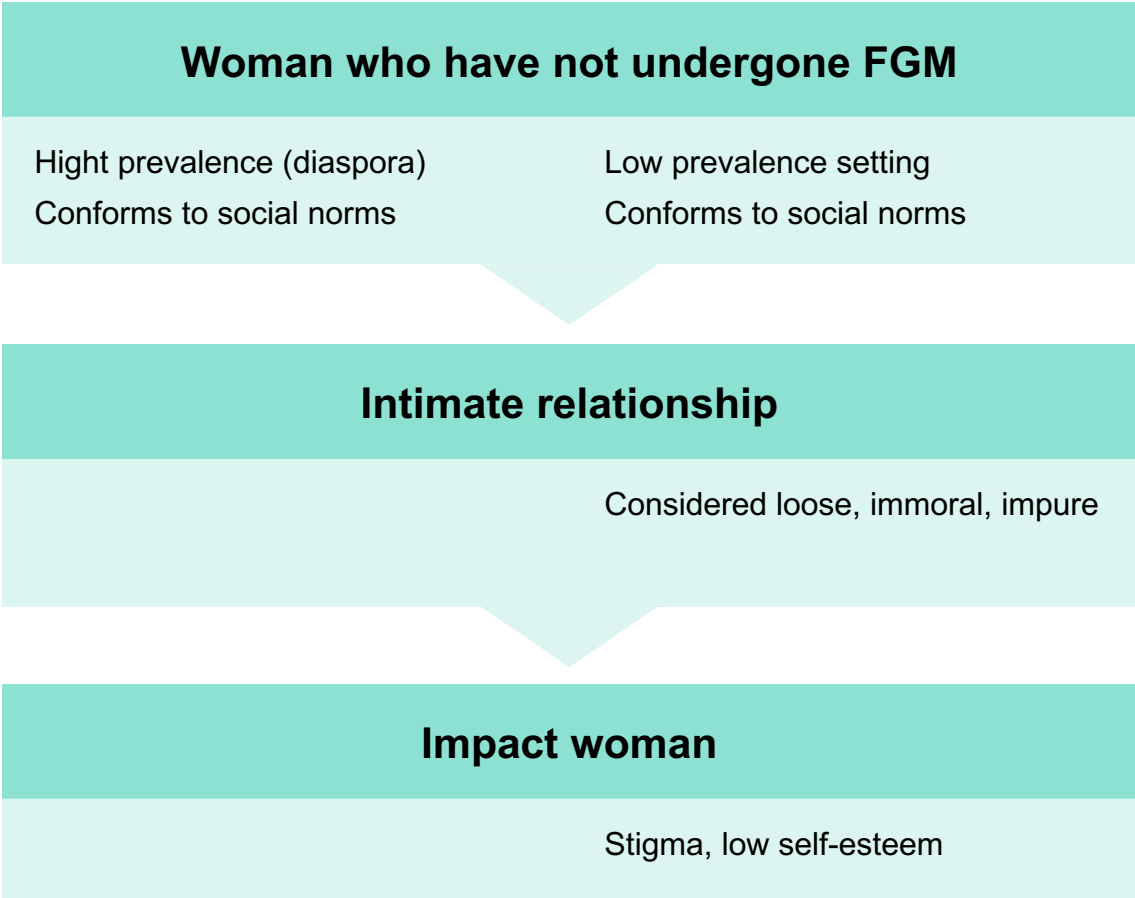 Woman who have not undergone FGM
Hight prevalence (diaspora)
Conforms to social norms
Low prevalence setting
Conforms to social norms
Intimate relationship
Considered loose, immoral, impure
Impact woman
Stigma, low self-esteem